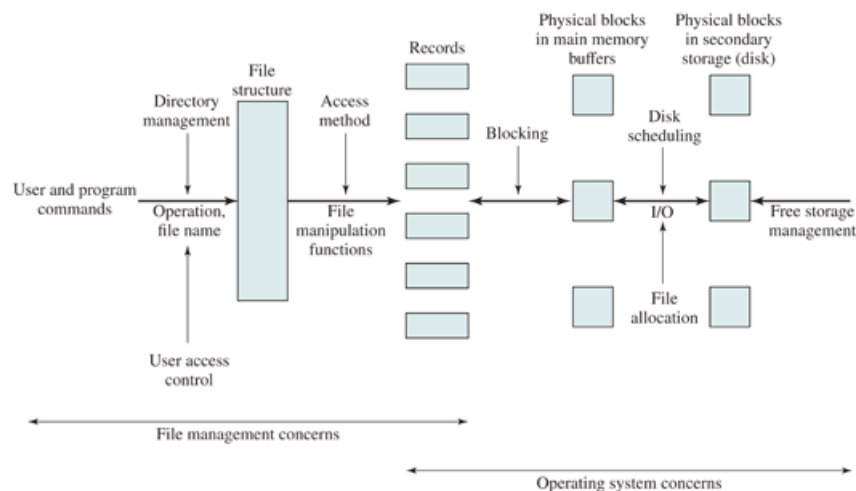 Physical blocks
in main memory
buffers
Physical blocks
in secondary
storage (disk)
Records
File
structure
Directory
management
Access
method
Blocking
Disk
scheduling
User and program
commands
Operation,
file name
File
manipulation
functions
I/O
Free storage
management
File
allocation
User access
control
File management concerns
Operating system concerns